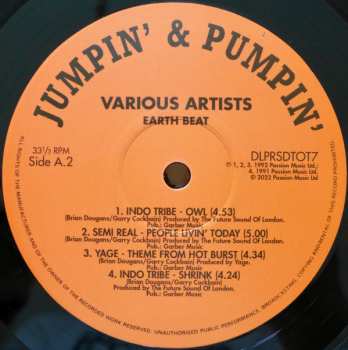 JUMPIN' & PUMPIN'
VARIOUS ARTISTS
EARTH BEAT
33⅓ RPM
Side A.2
DLPRSDTOT7
℗ 1, 2, 3, 1992 Passion Music Ltd.;
4, 1991 Passion Music Ltd.
© 2022 Passion Music Ltd
1. INDO TRIBE - OWL (4.53)
(Brian Dougans/Garry Cockbain) Produced by The Future Sound Of London.
Pub.: Garber Music
2. SEMI REAL - PEOPLE LIVIN' TODAY (5.00)
(Brian Dougans/Garry Cockbain) Produced by The Future Sound Of London.
Pub.: Garber Music
3. YAGE - THEME FROM HOT BURST (4.34)
(Brian Dougans/Garry Cockbain) Produced by Yage.
Pub.: Garber Music
4. INDO TRIBE - SHRINK (4.24)
(Brian Dougans/Garry Cockbain)
Produced by The Future Sound Of London.
Pub.: Garber Music
ALL RIGHTS OF THE MANUFACTURER AND OF THE OWNER OF THE RECORDED WORK RESERVED. UNAUTHORISED PUBLIC PERFORMANCE, BROADCASTING, COPYING